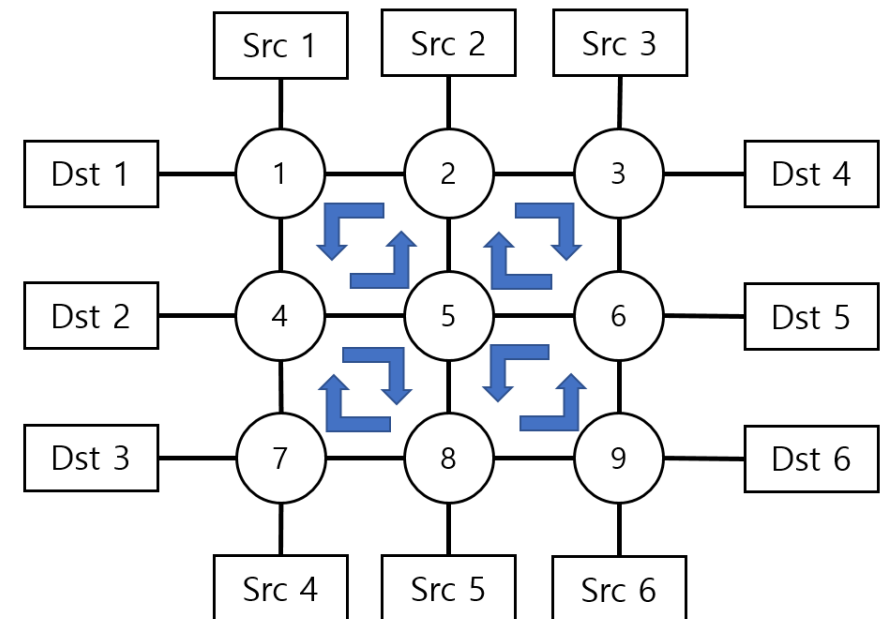 Src 1
Src 2
Src 3
Dst 1
1
2
3
Dst 4
Dst 2
4
5
6
Dst 5
Dst 3
7
8
9
Dst 6
Src 4
Src 5
Src 6